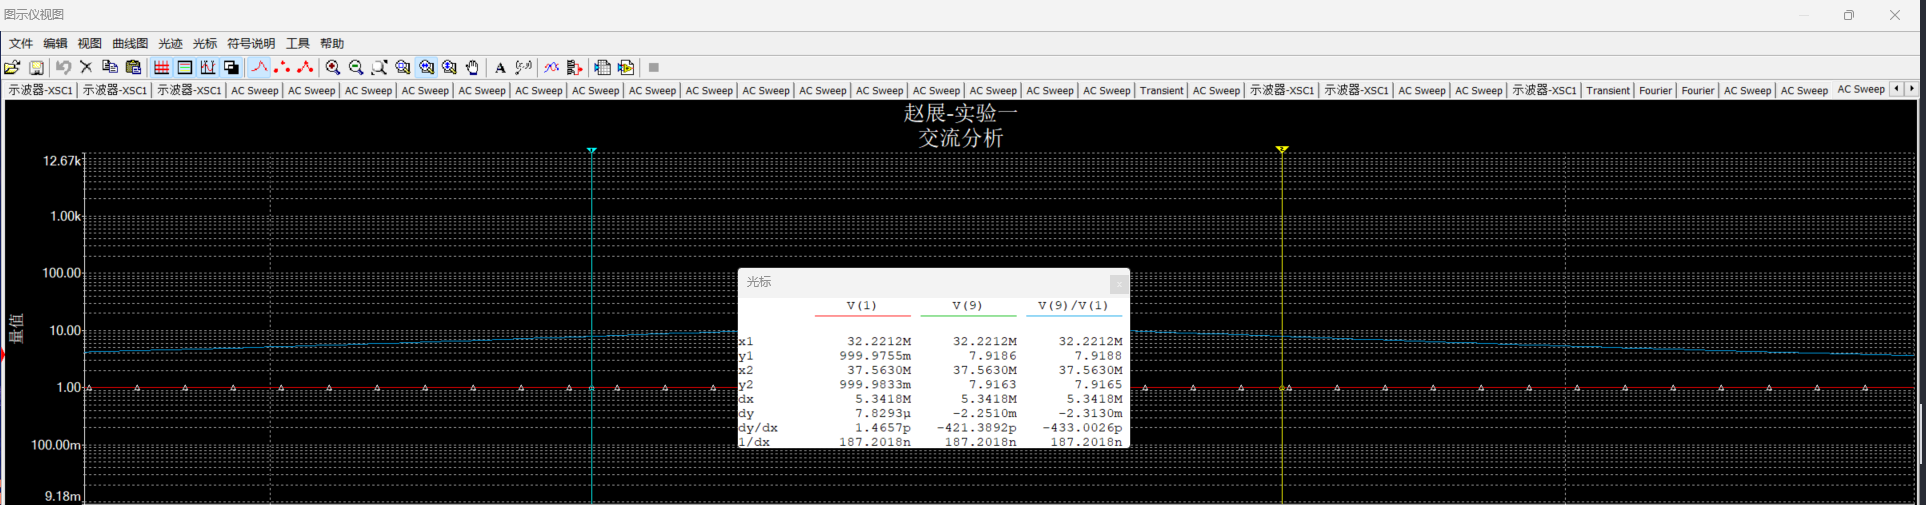 图示仪视图
文件 编辑 视图 曲线图 光迹 光标 符号说明 工具 帮助
示波器-XSC1 示波器-XSC1 示波器-XSC1 AC Sweep AC Sweep AC Sweep AC Sweep AC Sweep AC Sweep AC Sweep AC Sweep AC Sweep AC Sweep AC Sweep AC Sweep AC Sweep AC Sweep AC Sweep AC Sweep Transient AC Sweep 示波器-XSC1 示波器-XSC1 AC Sweep AC Sweep 示波器-XSC1 Transient Fourier Fourier AC Sweep AC Sweep AC Sweep
赵展-实验一
交流分析
量值
12.67k
1.00k
100.00
10.00
1.00
100.00m
9.18m
光标
V(1) V(9) V(9)/V(1)
x1 32.2212M 32.2212M 32.2212M
y1 999.9755m 7.9186 7.9188
x2 37.5630M 37.5630M 37.5630M
y2 999.9833m 7.9163 7.9165
dx 5.3418M 5.3418M 5.3418M
dy 7.8293µ -2.2510m -2.3130m
dy/dx 1.4657p -421.3892p -433.0026p
1/dx 187.2018n 187.2018n 187.2018n